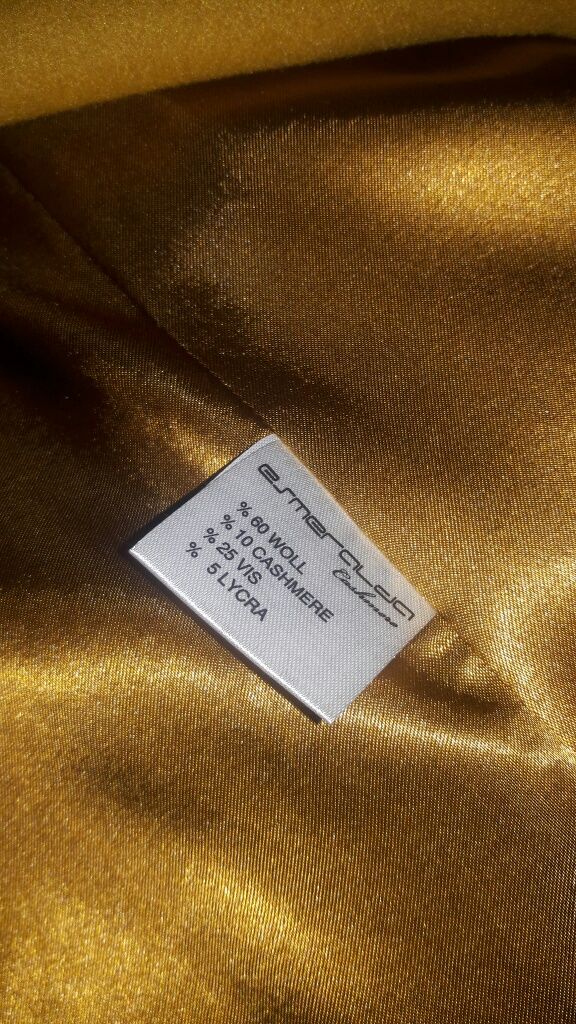 esmeralda
Cashmere
% 60 WOLL
% 10 CASHMERE
% 25 VIS
% 5 LYCRA